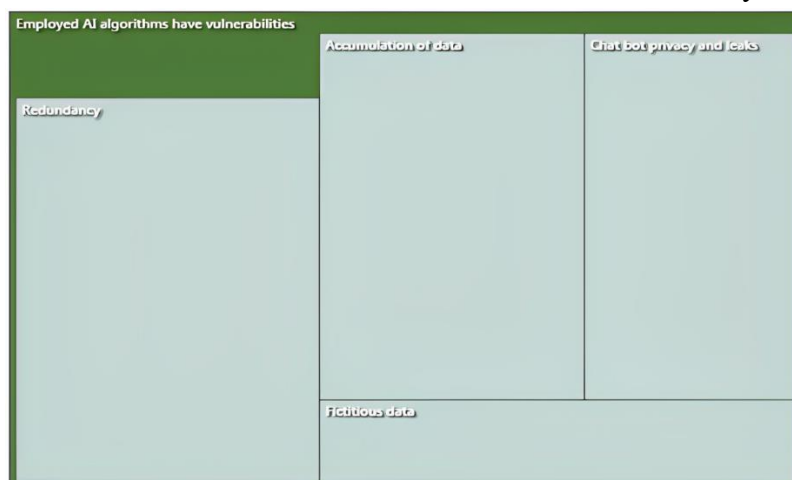 Employed AI algorithms have vulnerabilities
Accumulation of data
Chat bot privacy and leaks
Redundancy
Fictitious data